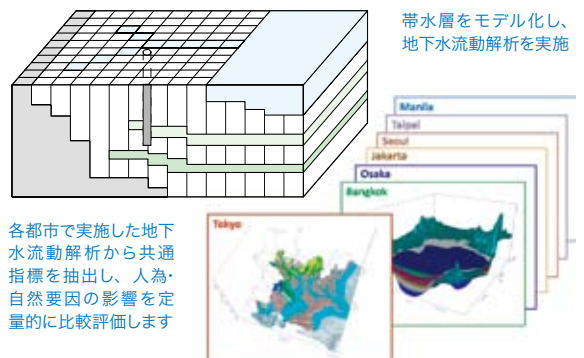 帯水層をモデル化し、
地下水流動解析を実施
Manila
Taipei
Seoul
Jakarta
Osaka
Bangkok
Tokyo
各都市で実施した地下
水流動解析から共通
指標を抽出し、人為・
自然要因の影響を定
量的に比較評価します